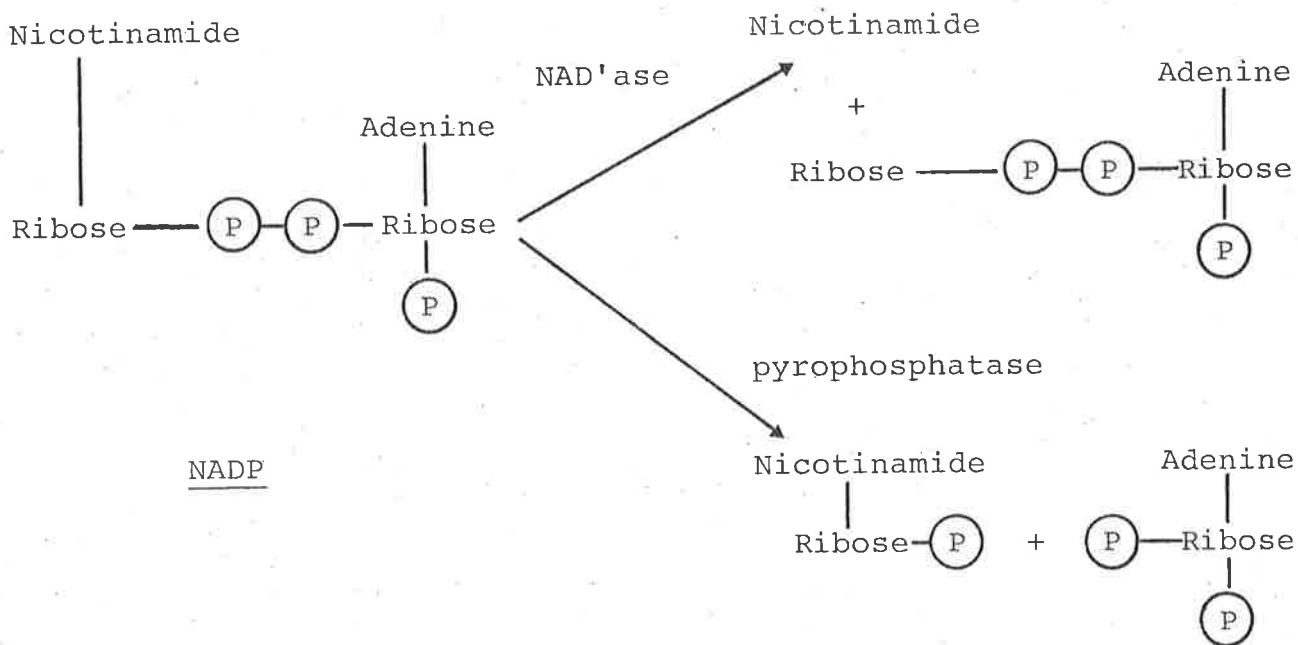 Nicotinamide
Adenine
Ribose P P Ribose
P
NADP
NAD'ase
Nicotinamide
+
Adenine
Ribose P P Ribose
P
pyrophosphatase
Nicotinamide Adenine
Ribose P + P Ribose
P